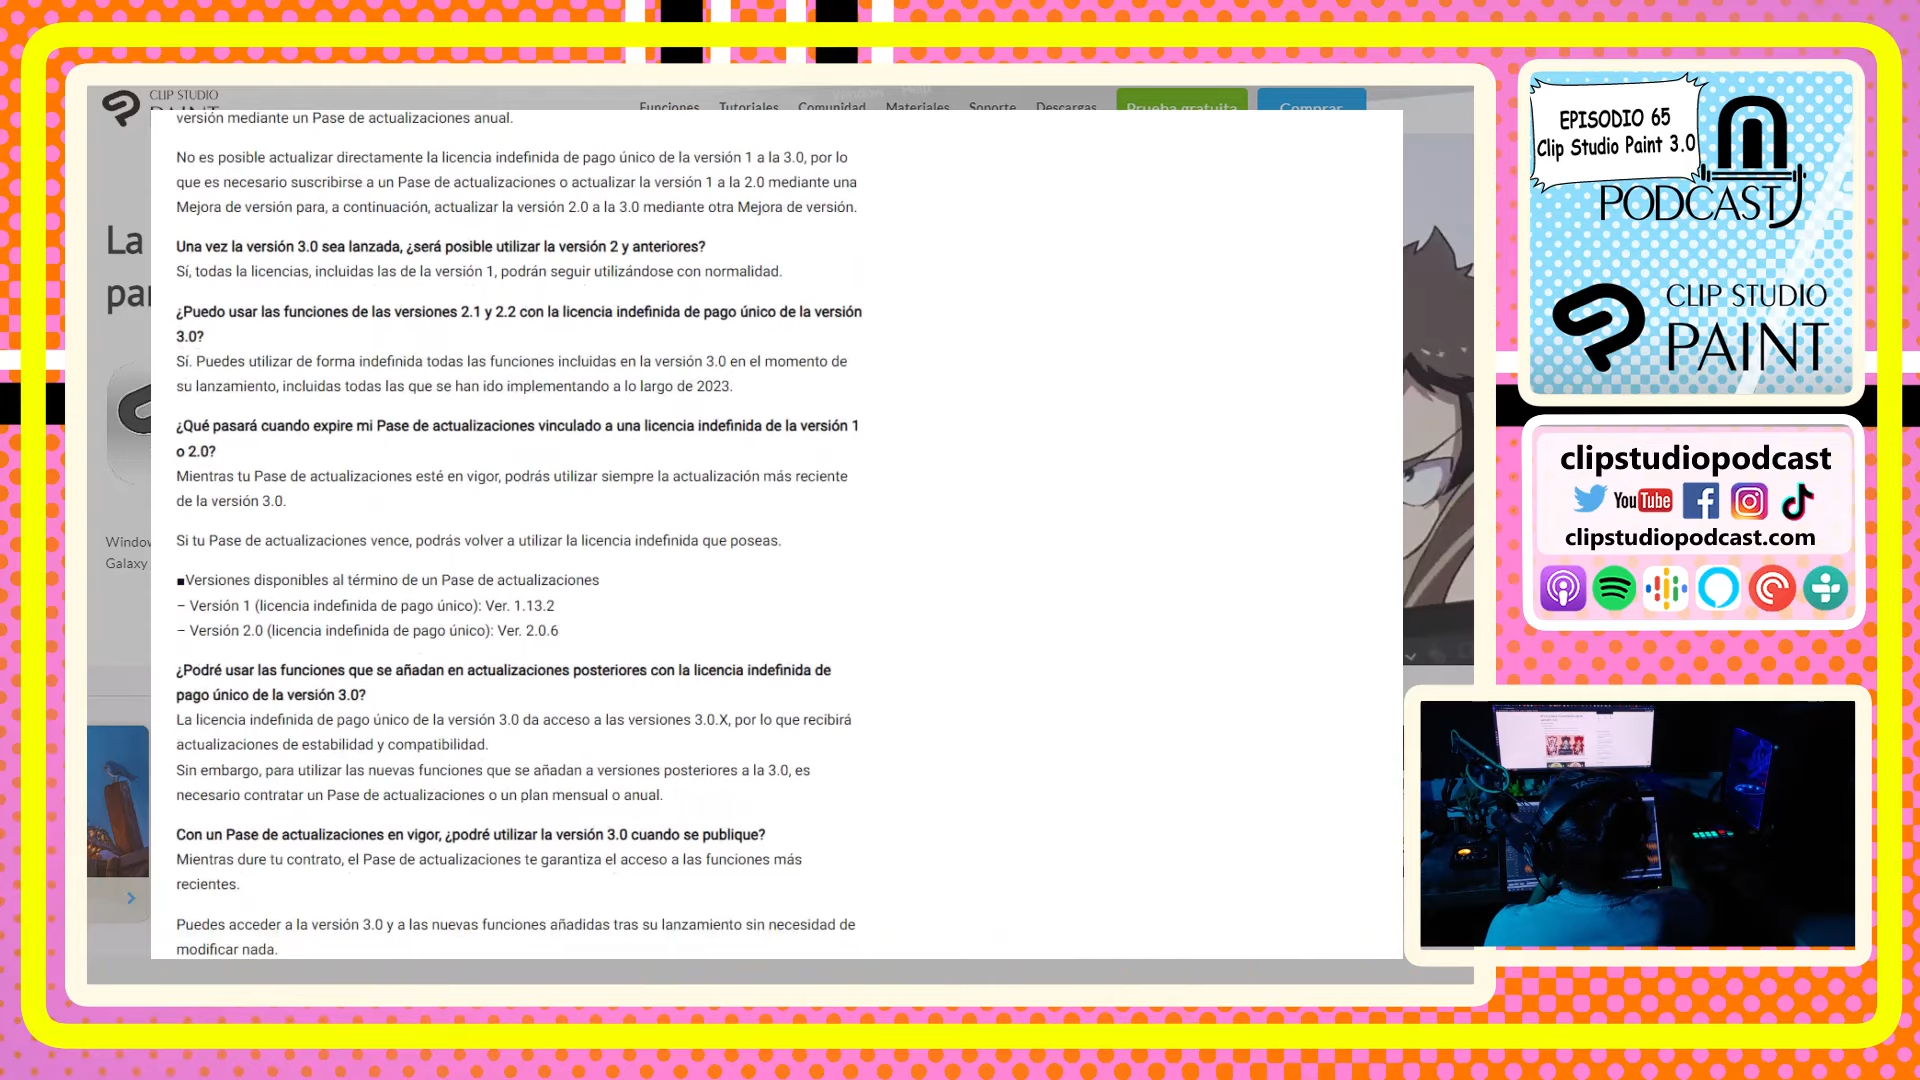 CLIP STUDIO
PAINT
Funciones Tutoriales Comunidad Materiales Soporte Descargas Prueba gratuita Comprar
La
Window
Galaxy
versión mediante un Pase de actualizaciones anual.
No es posible actualizar directamente la licencia indefinida de pago único de la versión 1 a la 3.0, por lo
que es necesario suscribirse a un Pase de actualizaciones o actualizar la versión 1 a la 2.0 mediante una
Mejora de versión para, a continuación, actualizar la versión 2.0 a la 3.0 mediante otra Mejora de versión.
Una vez la versión 3.0 sea lanzada, ¿será posible utilizar la versión 2 y anteriores?
Sí, todas la licencias, incluidas las de la versión 1, podrán seguir utilizándose con normalidad.
¿Puedo usar las funciones de las versiones 2.1 y 2.2 con la licencia indefinida de pago único de la versión
3.0?
Sí. Puedes utilizar de forma indefinida todas las funciones incluidas en la versión 3.0 en el momento de
su lanzamiento, incluidas todas las que se han ido implementando a lo largo de 2023.
¿Qué pasará cuando expire mi Pase de actualizaciones vinculado a una licencia indefinida de la versión 1
o 2.0?
Mientras tu Pase de actualizaciones esté en vigor, podrás utilizar siempre la actualización más reciente
de la versión 3.0.
Si tu Pase de actualizaciones vence, podrás volver a utilizar la licencia indefinida que poseas.
■Versiones disponibles al término de un Pase de actualizaciones
– Versión 1 (licencia indefinida de pago único): Ver. 1.13.2
– Versión 2.0 (licencia indefinida de pago único): Ver. 2.0.6
¿Podré usar las funciones que se añadan en actualizaciones posteriores con la licencia indefinida de
pago único de la versión 3.0?
La licencia indefinida de pago único de la versión 3.0 da acceso a las versiones 3.0.X, por lo que recibirá
actualizaciones de estabilidad y compatibilidad.
Sin embargo, para utilizar las nuevas funciones que se añadan a versiones posteriores a la 3.0, es
necesario contratar un Pase de actualizaciones o un plan mensual o anual.
Con un Pase de actualizaciones en vigor, ¿podré utilizar la versión 3.0 cuando se publique?
Mientras dure tu contrato, el Pase de actualizaciones te garantiza el acceso a las funciones más
recientes.
Puedes acceder a la versión 3.0 y a las nuevas funciones añadidas tras su lanzamiento sin necesidad de
modificar nada.
EPISODIO 65
Clip Studio Paint 3.0
PODCAST
CLIP STUDIO
PAINT
clipstudiopodcast
YouTube
clipstudiopodcast.com